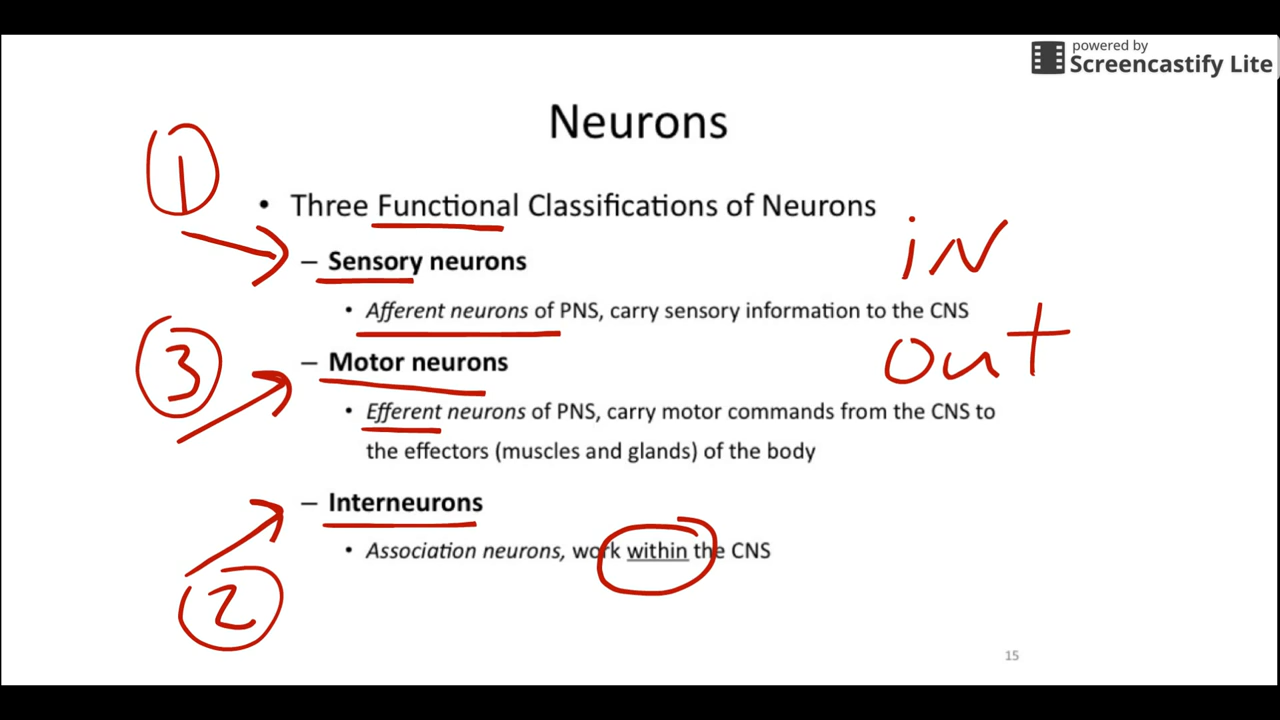 powered by
Screencastify Lite
Neurons
1
• Three Functional Classifications of Neurons
in
– Sensory neurons
• Afferent neurons of PNS, carry sensory information to the CNS
out
3
– Motor neurons
• Efferent neurons of PNS, carry motor commands from the CNS to
the effectors (muscles and glands) of the body
– Interneurons
• Association neurons, work within the CNS
2
15